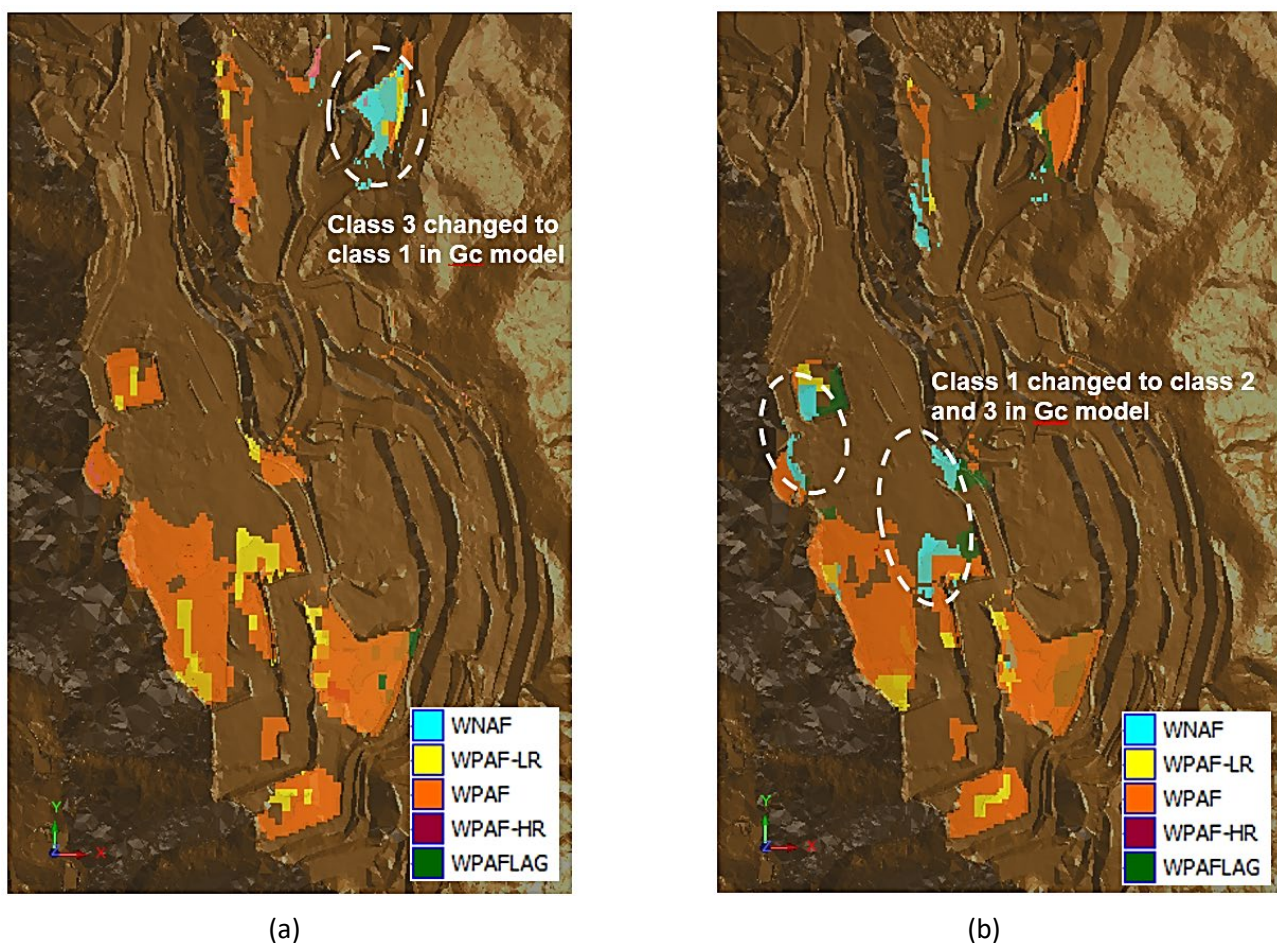 Class 3 changed to
class 1 in Gc model
WNAF
WPAF-LR
WPAF
WPAF-HR
WPAFLAG
Y
Z
X
(a)
Class 1 changed to class 2
and 3 in Gc model
WNAF
WPAF-LR
WPAF
WPAF-HR
WPAFLAG
Y
Z
X
(b)